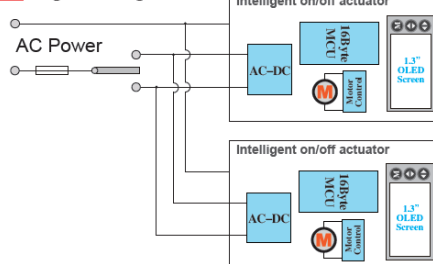 Intelligent on/off actuator
AC Power
AC-DC
16Byte
MCU
M
Motor
Control
M
1.3"
OLED
Screen
Intelligent on/off actuator
AC-DC
16Byte
MCU
M
Motor
Control
M
1.3"
OLED
Screen